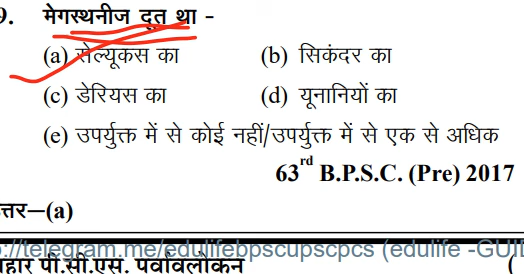 9. मेगस्थनीज दूत था -
(a) सेल्यूकस का (b) सिकंदर का
(c) डेरियस का (d) यूनानियों का
(e) उपर्युक्त में से कोई नहीं/उपर्युक्त में से एक से अधिक
63rd B.P.S.C. (Pre) 2017
त्तर—(a)
://telegram.me/edulifebpscupscpcs (edulife -GUI
हार पी.सी.एस. पूर्वावलोकन (